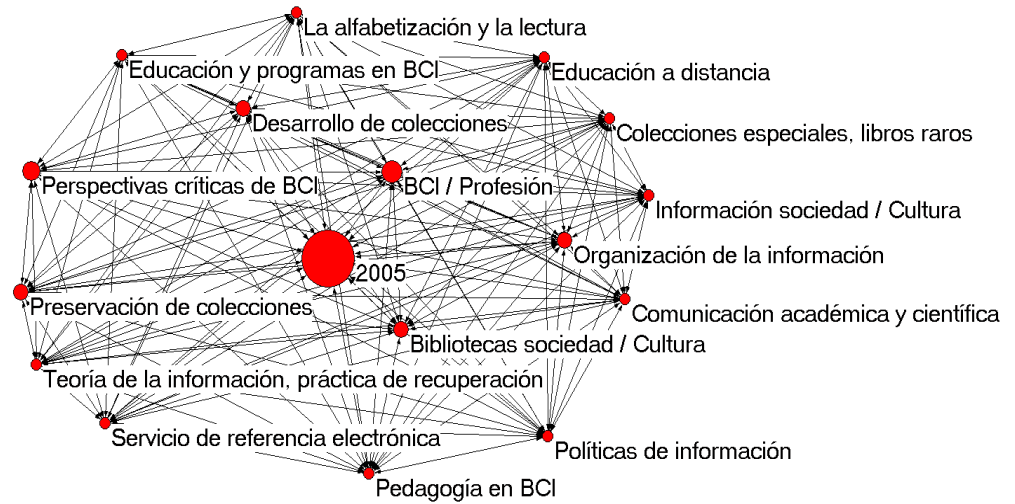 La alfabetización y la lectura
Educación y programas en BCI
Educación a distancia
Desarrollo de colecciones
Colecciones especiales, libros raros
Perspectivas críticas de BCI
BCI / Profesión
Información sociedad / Cultura
Organización de la información
2005
Preservación de colecciones
Comunicación académica y científica
Bibliotecas sociedad / Cultura
Teoría de la información, práctica de recuperación
Servicio de referencia electrónica
Políticas de información
Pedagogía en BCI